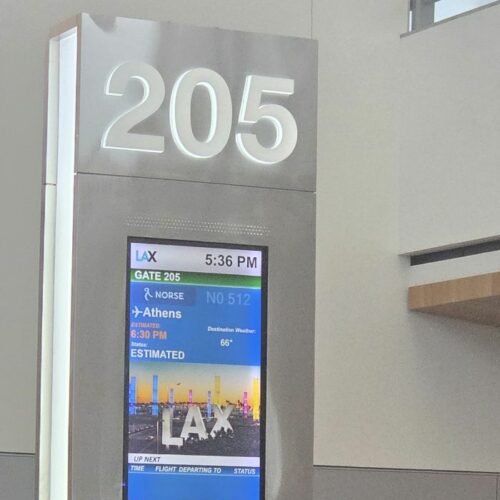 205
LAX 5:36 PM
GATE 205
NORSE N0 512
Athens
ESTIMATED: Destination Weather:
6:30 PM 66°
Status:
ESTIMATED
LAX
UP NEXT
TIME FLIGHT DEPARTING TO STATUS